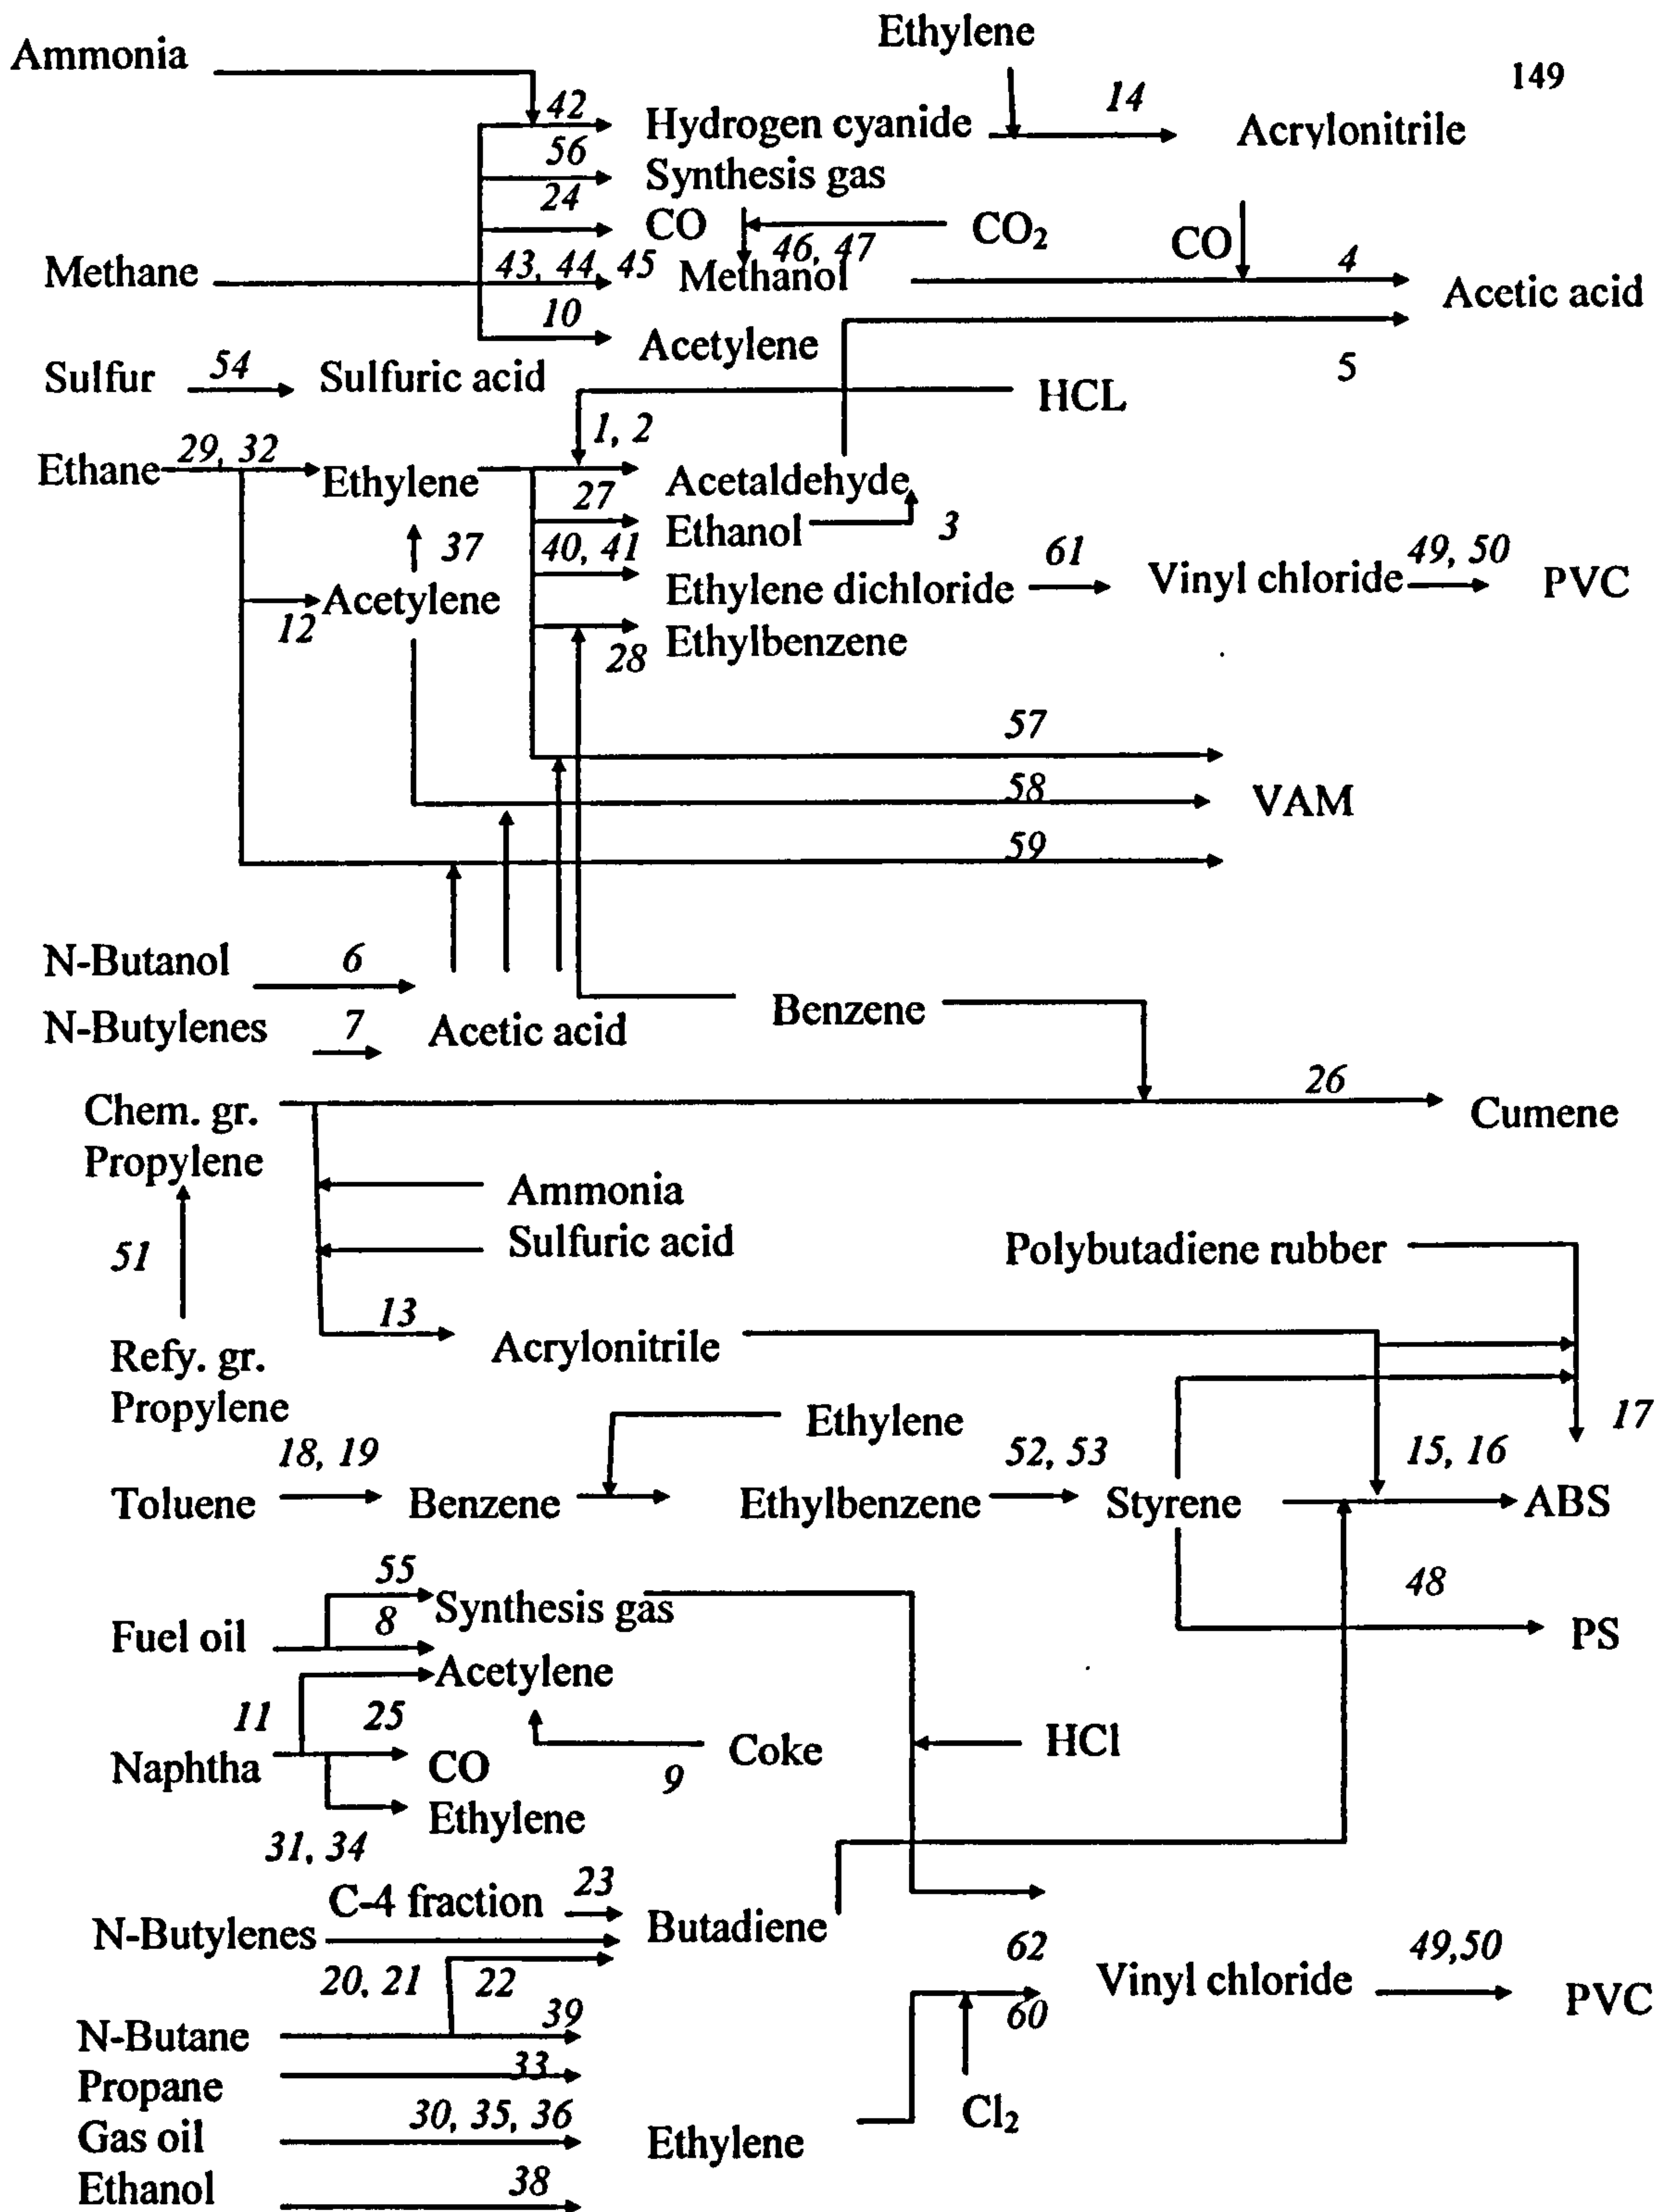 Ethylene
Ammonia
149
42
14
Hydrogen cyanide
Acrylonitrile
56
Synthesis gas
24
CO
CO2
CO
46, 47
Methane
43, 44, 45
Methanol
4
Acetic acid
10
Acetylene
Sulfur
54
Sulfuric acid
5
HCL
1, 2
Ethane
29, 32
Ethylene
Acetaldehyde
27
Ethanol
3
37
40, 41
61
49, 50
Acetylene
Ethylene dichloride
Vinyl chloride
PVC
12
28
Ethylbenzene
57
58
VAM
59
N-Butanol
6
Benzene
N-Butylenes
7
Acetic acid
26
Chem. gr.
Cumene
Propylene
Ammonia
51
Sulfuric acid
Polybutadiene rubber
13
Refy. gr.
Acrylonitrile
Propylene
Ethylene
17
18, 19
52, 53
15, 16
Toluene
Benzene
Ethylbenzene
Styrene
ABS
55
48
Synthesis gas
Fuel oil
8
PS
Acetylene
11
25
Coke
HCl
Naphtha
CO
9
Ethylene
31, 34
C-4 fraction
23
N-Butylenes
Butadiene
62
49,50
20, 21
22
Vinyl chloride
PVC
39
60
N-Butane
33
Propane
Cl2
30, 35, 36
Gas oil
Ethylene
38
Ethanol